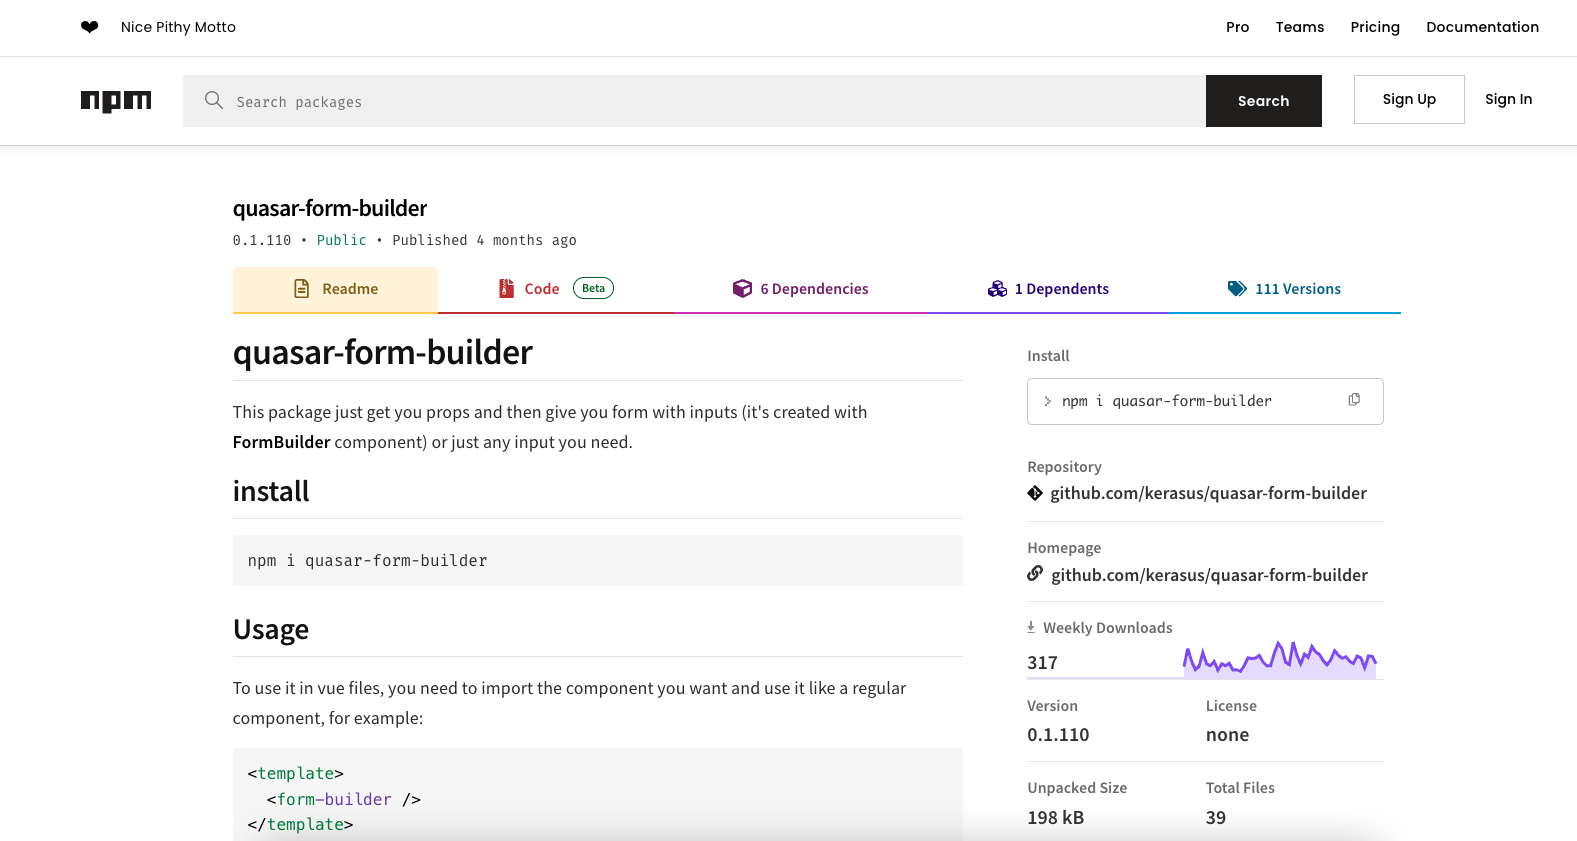 ❤ Nice Pithy Motto
Pro Teams Pricing Documentation
npm
Search packages
Search
Sign Up
Sign In
quasar-form-builder
0.1.110 • Public • Published 4 months ago
Readme
Code Beta
6 Dependencies
1 Dependents
111 Versions
quasar-form-builder
This package just get you props and then give you form with inputs (it's created with
FormBuilder component) or just any input you need.
install
npm i quasar-form-builder
Usage
To use it in vue files, you need to import the component you want and use it like a regular
component, for example:
<template>
  <form-builder />
</template>
Install
> npm i quasar-form-builder
Repository
github.com/kerasus/quasar-form-builder
Homepage
github.com/kerasus/quasar-form-builder
Weekly Downloads
317
Version
0.1.110
License
none
Unpacked Size
198 kB
Total Files
39